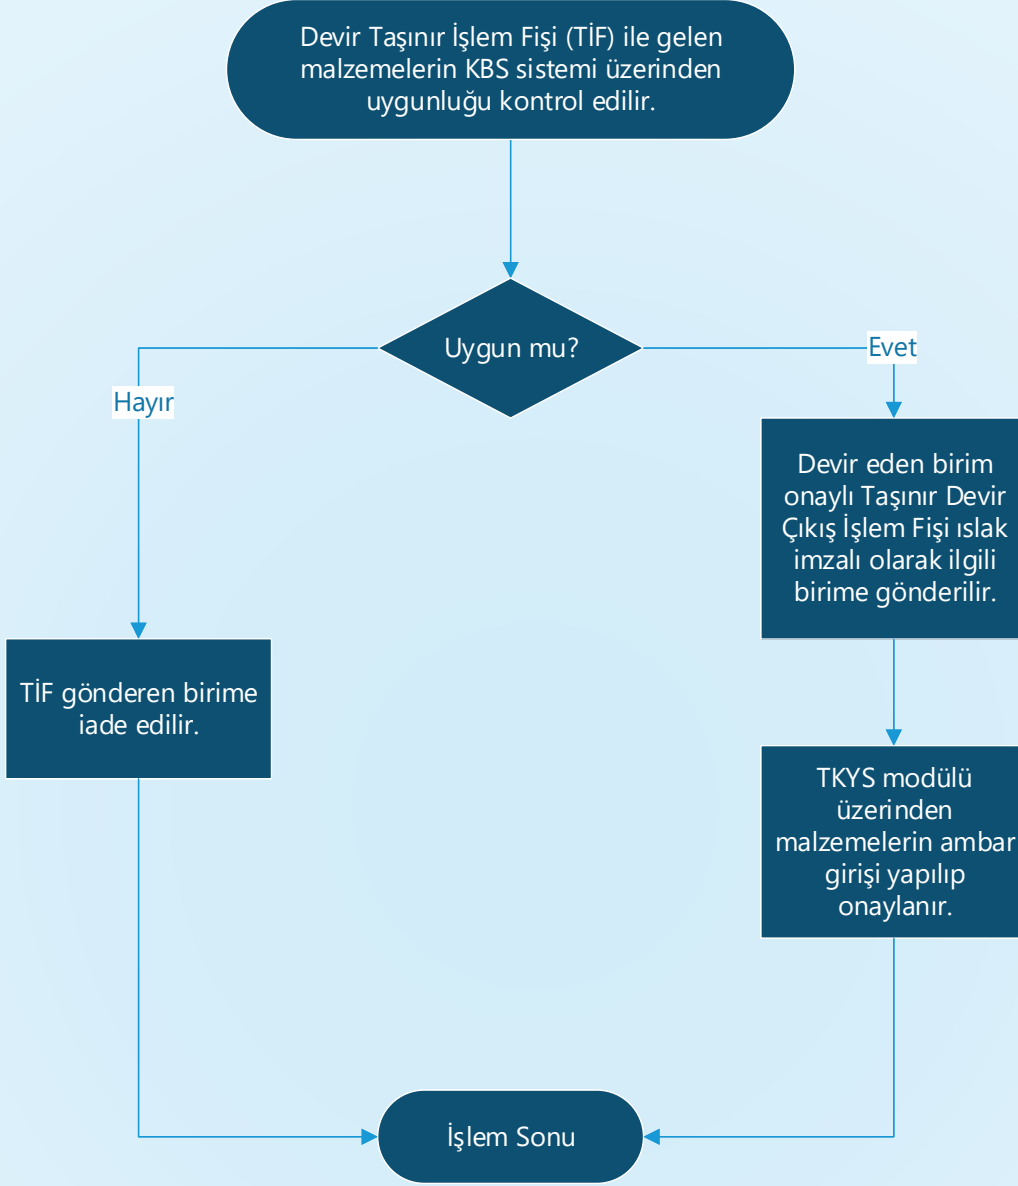 Devir Taşınır İşlem Fişi (TİF) ile gelen
malzemelerin KBS sistemi üzerinden
uygunluğu kontrol edilir.
Uygun mu?
Evet
Hayır
Devir eden birim
onaylı Taşınır Devir
Çıkış İşlem Fişi ıslak
imzalı olarak ilgili
birime gönderilir.
TİF gönderen birime
iade edilir.
TKYS modülü
üzerinden
malzemelerin ambar
girişi yapılıp
onaylanır.
İşlem Sonu